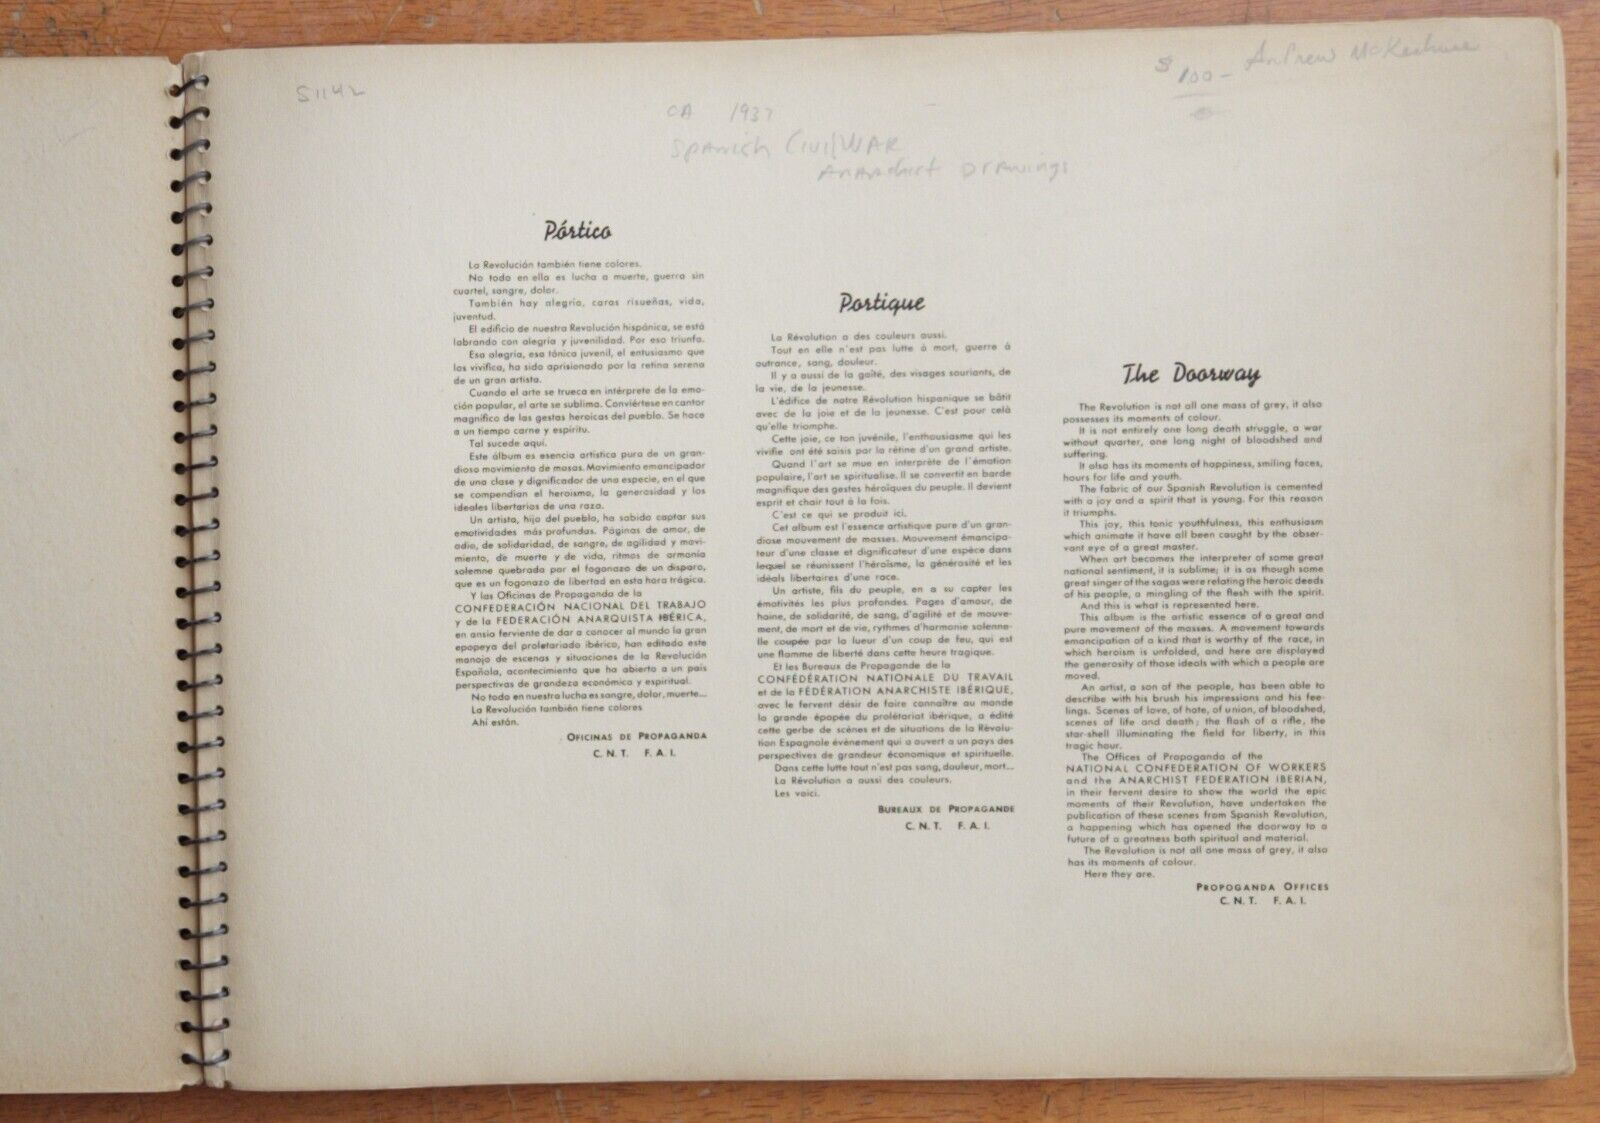 S1142
$ 100 - Andrew
CA 1937
Spanish Civil War
Anarchist Drawings
Pórtico
La Revolución también tiene colores.
No todo en ella es lucha a muerte, guerra sin
cuartel, sangre, dolor.
También hay alegría, caras risueñas, vida,
juventud.
El edificio de nuestra Revolución hispánica, se está
labrando con alegría y juvenilidad. Por eso triunfa.
Esa alegría, esa tónica juvenil, el entusiasmo que
las vivifica, ha sido aprisionado por la retina serena
de un gran artista.
Cuando el arte se trueca en intérprete de la emo-
ción popular, el arte se sublima. Conviértese en cantor
magnífico de las gestas heroicas del pueblo. Se hace
a un tiempo carne y espíritu.
Tal sucede aquí.
Este álbum es esencia artística pura de un gran-
dioso movimiento de masas. Movimiento emancipador
de una clase y dignificador de una especie, en el que
se compendian el heroísmo, la generosidad y los
ideales libertarios de una raza.
Un artista, hijo del pueblo, ha sabido captar sus
emotividades más profundas. Páginas de amor, de
odio, de solidaridad, de sangre, de agilidad y movi-
miento, de muerte y de vida, ritmos de armonía
solemne quebrada por el fogonazo de un disparo,
que es un fogonazo de libertad en esta hora trágica.
Y las Oficinas de Propaganda de la
CONFEDERACIÓN NACIONAL DEL TRABAJO
y de la FEDERACIÓN ANARQUISTA IBÉRICA,
en ansia ferviente de dar a conocer al mundo la gran
epopeya del proletariado ibérico, han editado este
manojo de escenas y situaciones de la Revolución
Española, acontecimiento que ha abierto a un país
perspectivas de grandeza económica y espiritual.
No todo en nuestra lucha es sangre, dolor, muerte...
La Revolución también tiene colores
Ahí están.
OFICINAS DE PROPAGANDA
C. N. T. F. A. I.
Portique
La Révolution a des couleurs aussi.
Tout en elle n'est pas lutte à mort, guerre à
outrance, sang, douleur.
Il y a aussi de la gaîté, des visages souriants, de
la vie, de la jeunesse.
L'édifice de notre Révolution hispanique se bâtit
avec de la joie et de la jeunesse. C'est pour celà
qu'elle triomphe.
Cette joie, ce ton juvénile, l'enthousiasme qui les
vivifie ont été saisis par la rétine d'un grand artiste.
Quand l'art se mue en interprète de l'émotion
populaire, l'art se spiritualise. Il se convertit en barde
magnifique des gestes héroïques du peuple. Il devient
esprit et chair tout à la fois.
C'est ce qui se produit ici.
Cet album est l'essence artistique pure d'un gran-
diose mouvement de masses. Mouvement émancipa-
teur d'une classe et dignificateur d'une espèce dans
lequel se réunissent l'héroïsme, la générosité et les
idéals libertaires d'une race.
Un artiste, fils du peuple, en a su capter les
émotivités les plus profondes. Pages d'amour, de
haine, de solidarité, de sang, d'agilité et de mouve-
ment, de mort et de vie, rythmes d'harmonie solenne-
lle coupée par la lueur d'un coup de feu, qui est
une flamme de liberté dans cette heure tragique.
Et les Bureaux de Propagande de la
CONFÉDÉRATION NATIONALE DU TRAVAIL
et de la FÉDÉRATION ANARCHISTE IBÉRIQUE,
avec le fervent désir de faire connaître au monde
la grande épopée du prolétariat ibérique, a édité
cette gerbe de scènes et de situations de la Révolu-
tion Espagnole évènement qui a ouvert a un pays des
perspectives de grandeur économique et spirituelle.
Dans cette lutte tout n'est pas sang, douleur, mort...
La Révolution a aussi des couleurs.
Les voici.
BUREAUX DE PROPAGANDE
C. N. T. F. A. I.
The Doorway
The Revolution is not all one mass of grey, it also
possesses its moments of colour.
It is not entirely one long death struggle, a war
without quarter, one long night of bloodshed and
suffering.
It also has its moments of happiness, smiling faces,
hours for life and youth.
The fabric of our Spanish Revolution is cemented
with a joy and a spirit that is young. For this reason
it triumphs.
This joy, this tonic youthfulness, this enthusiasm
which animate it have all been caught by the obser-
vant eye of a great master.
When art becomes the interpreter of some great
national sentiment, it is sublime; it is as though some
great singer of the sagas were relating the heroic deeds
of his people, a mingling of the flesh with the spirit.
And this is what is represented here.
This album is the artistic essence of a great and
pure movement of the masses. A movement towards
emancipation of a kind that is worthy of the race, in
which heroism is unfolded, and here are displayed
the generosity of those ideals with which a people are
moved.
An artist, a son of the people, has been able to
describe with his brush his impressions and his fee-
lings. Scenes of love, of hate, of union, of bloodshed,
scenes of life and death; the flash of a rifle, the
star-shell illuminating the field for liberty, in this
tragic hour.
The Offices of Propaganda of the
NATIONAL CONFEDERATION OF WORKERS
and the ANARCHIST FEDERATION IBERIAN,
in their fervent desire to show the world the epic
moments of their Revolution, have undertaken the
publication of these scenes from Spanish Revolution,
a happening which has opened the doorway to a
future of a greatness both spiritual and material.
The Revolution is not all one mass of grey, it also
has its moments of colour.
Here they are.
PROPOGANDA OFFICES
C. N. T. F. A. I.